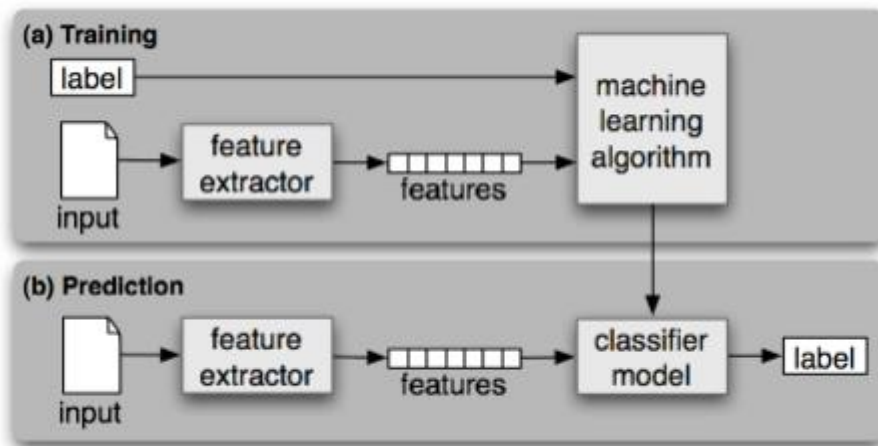 (a) Training
label
machine
learning
algorithm
feature
extractor
features
input
(b) Prediction
feature
extractor
features
classifier
model
label
input